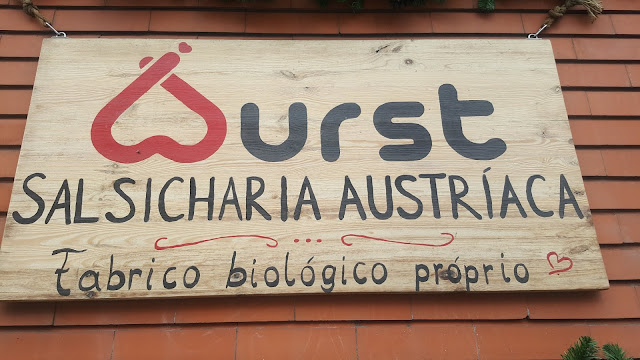 Wurst
SALSICHARIA AUSTRÍACA
fabrico biológico próprio